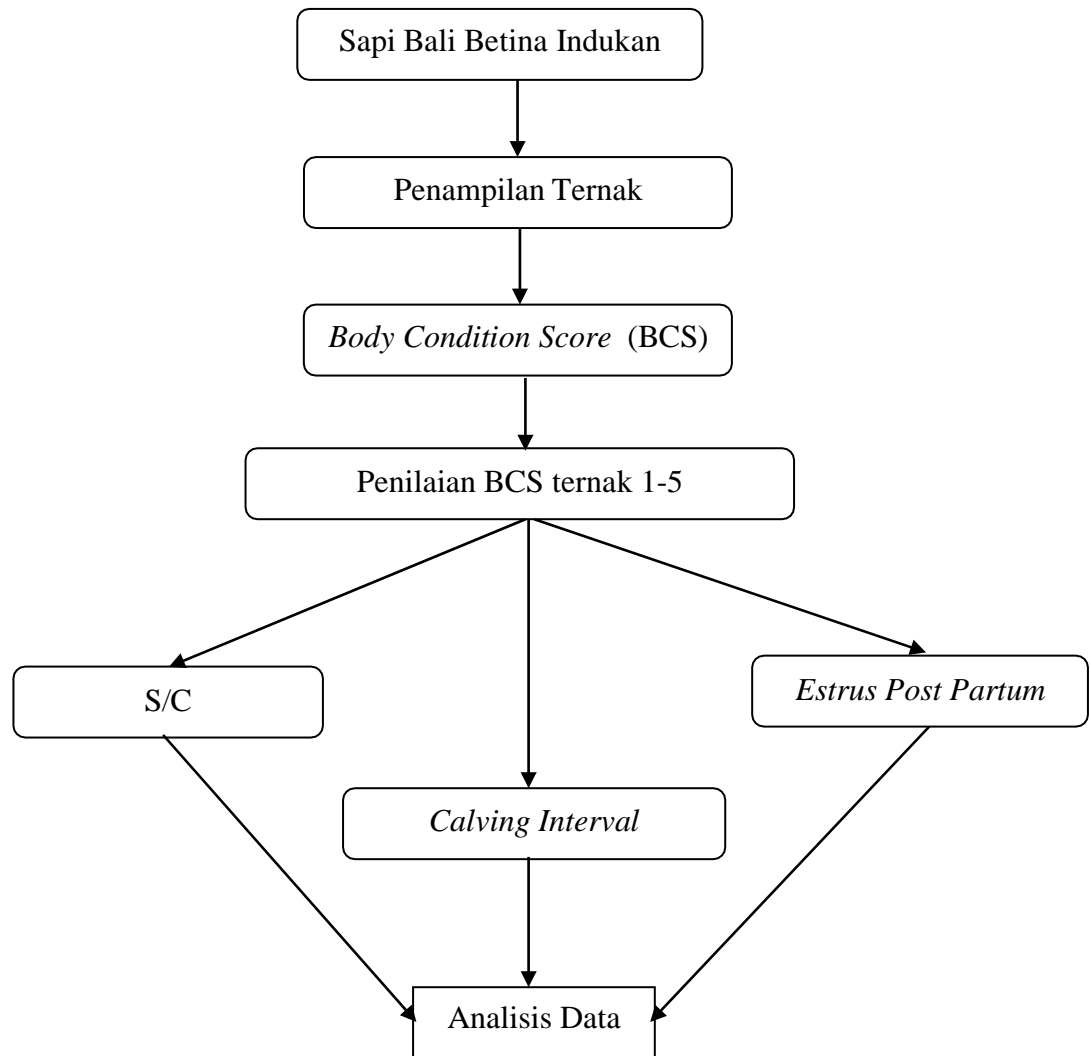 Sapi Bali Betina Indukan
Penampilan Ternak
Body Condition Score (BCS)
Penilaian BCS ternak 1-5
S/C
Estrus Post Partum
Calving Interval
Analisis Data